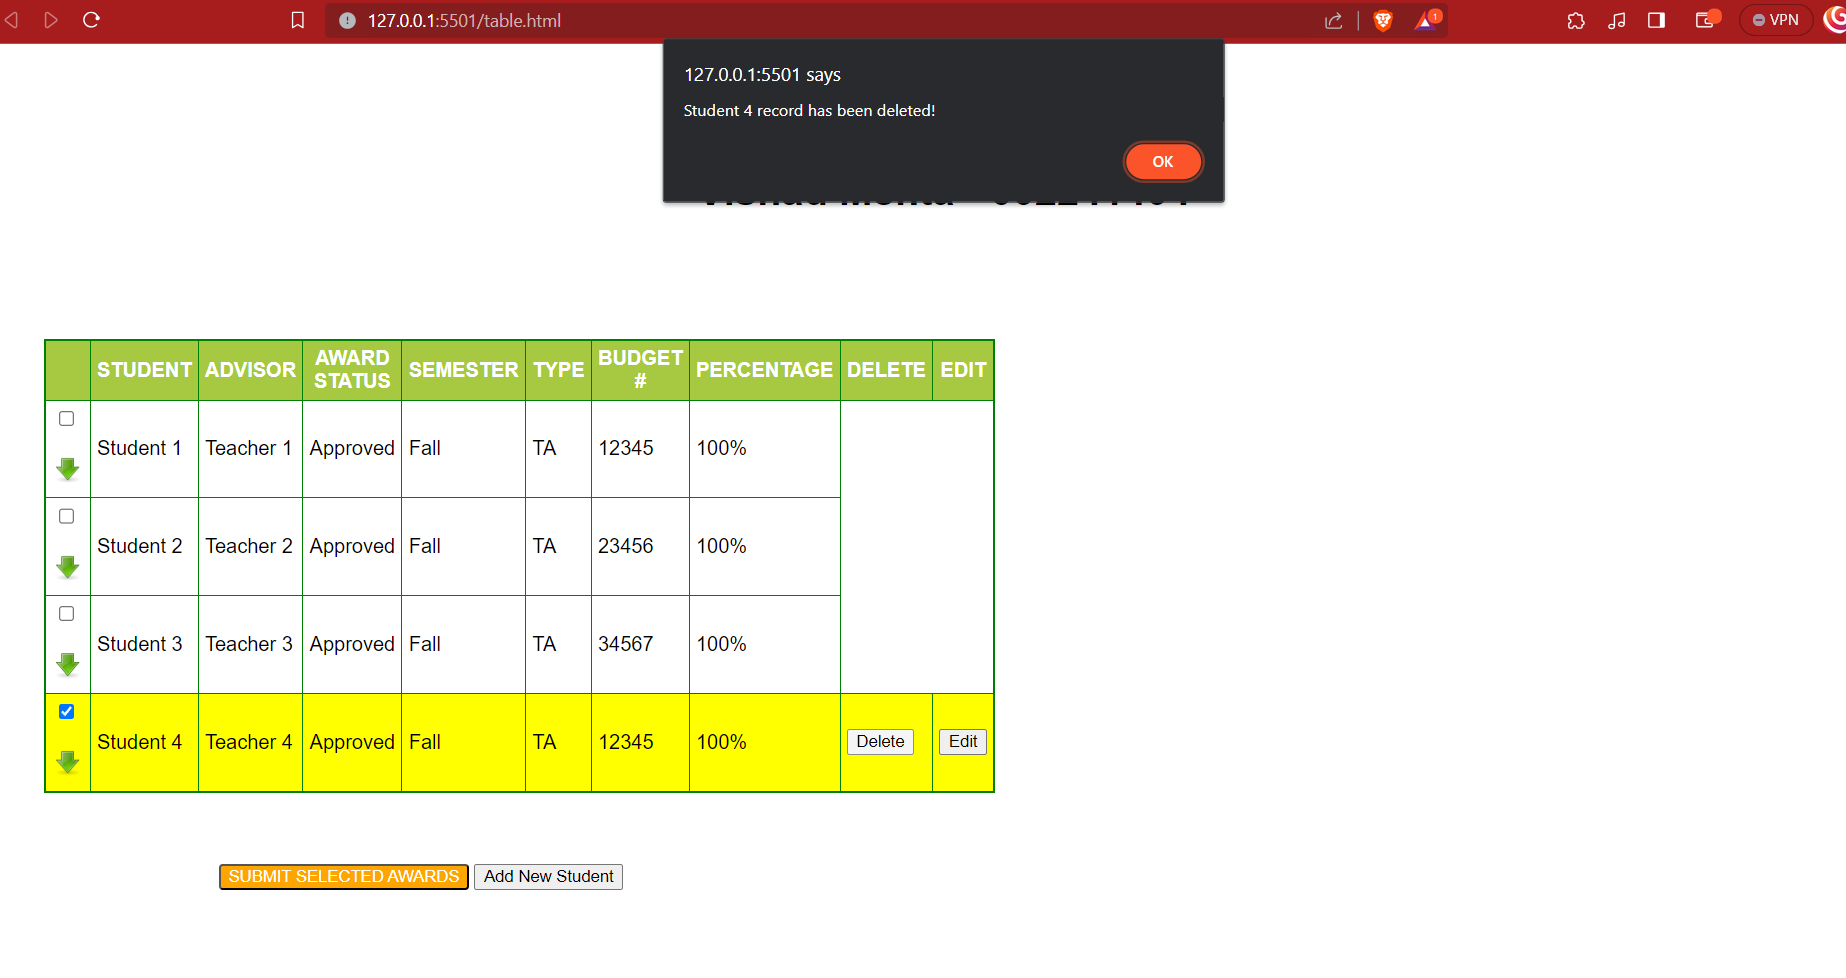 127.0.0.1:5501/table.html
1
VPN
127.0.0.1:5501 says
Student 4 record has been deleted!
OK
STUDENT ADVISOR AWARD STATUS SEMESTER TYPE BUDGET # PERCENTAGE DELETE EDIT
Student 1 Teacher 1 Approved Fall TA 12345 100%
Student 2 Teacher 2 Approved Fall TA 23456 100%
Student 3 Teacher 3 Approved Fall TA 34567 100%
Student 4 Teacher 4 Approved Fall TA 12345 100% Delete Edit
SUBMIT SELECTED AWARDS Add New Student